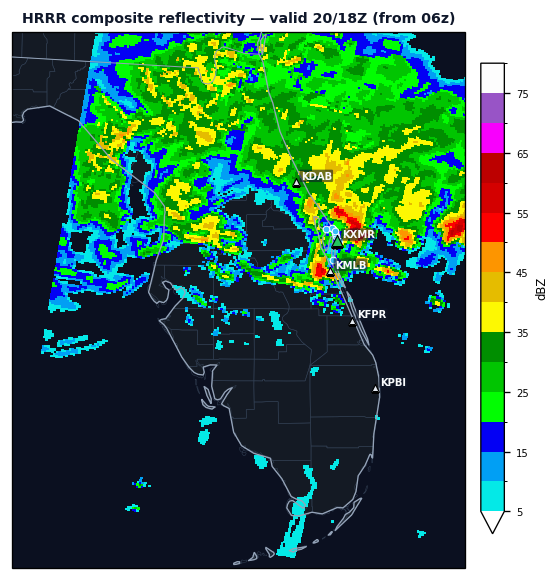 HRRR composite reflectivity — valid 20/18Z (from 06z)
KDAB
KXMR
KMLB
KFPR
KPBI
75
65
55
45
35
25
15
5
dBZ